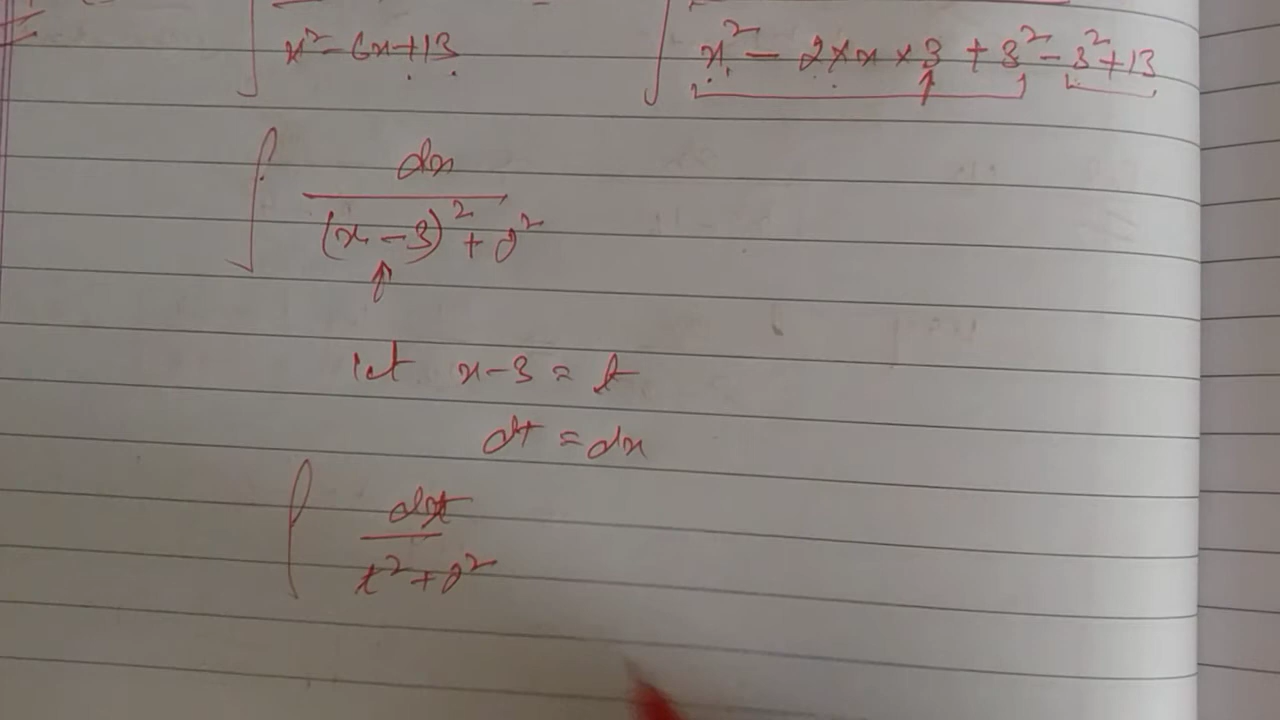 ∫ x² - 6x+13 ∫ x² - 2×x×3 + 3² - 3²+13
∫ dx
(x-3)² + 2²
let x-3 = t
dt = dx
∫ dt
t²+2²